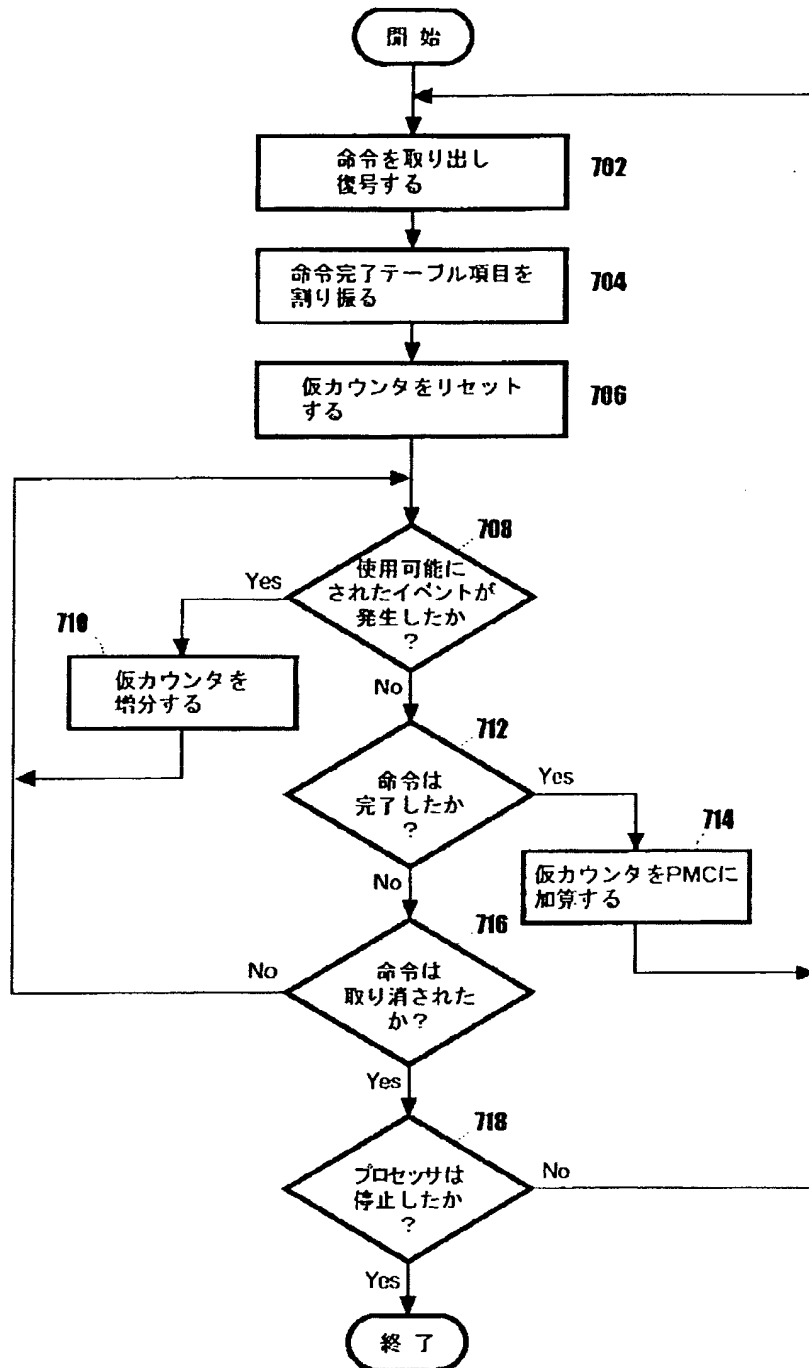 開始
命令を取り出し
復号する
702
命令完了テーブル項目を
割り振る
704
仮カウンタをリセット
する
706
708
使用可能に
されたイベントが
発生したか
?
Yes
710
仮カウンタを
増分する
No
712
命令は
完了したか
?
Yes
714
仮カウンタをPMCに
加算する
No
716
命令は
取り消された
か?
No
Yes
718
プロセッサは
停止したか
?
No
Yes
終了